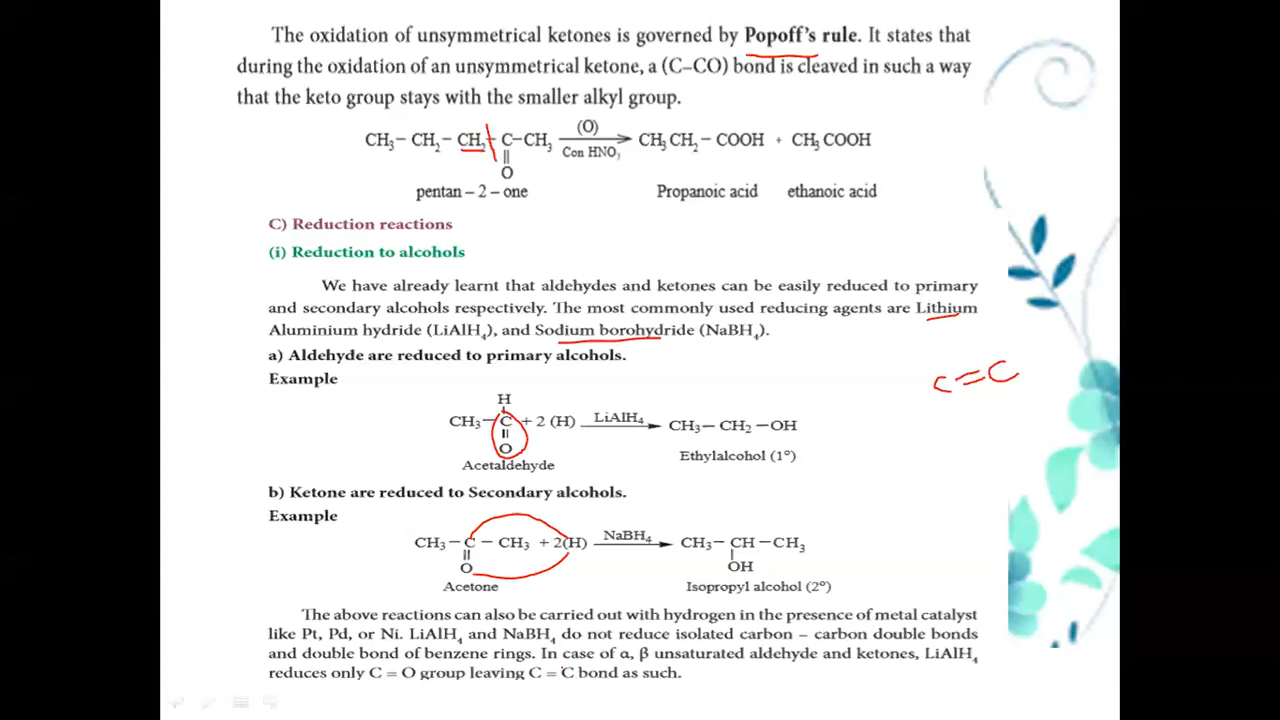 The oxidation of unsymmetrical ketones is governed by Popoff's rule. It states that
during the oxidation of an unsymmetrical ketone, a (C–CO) bond is cleaved in such a way
that the keto group stays with the smaller alkyl group.
CH₃– CH₂– CH₂– C–CH₃ (O) Con HNO₃ CH₃ CH₂ – COOH + CH₃ COOH
||
O
pentan – 2 – one Propanoic acid ethanoic acid
C) Reduction reactions
(i) Reduction to alcohols
We have already learnt that aldehydes and ketones can be easily reduced to primary
and secondary alcohols respectively. The most commonly used reducing agents are Lithium
Aluminium hydride (LiAlH₄), and Sodium borohydride (NaBH₄).
a) Aldehyde are reduced to primary alcohols.
C=C
Example
H
CH₃–C + 2 (H) LiAlH₄ CH₃– CH₂ –OH
||
O
Ethylalcohol (1°)
Acetaldehyde
b) Ketone are reduced to Secondary alcohols.
Example
CH₃ – C – CH₃ + 2(H) NaBH₄ CH₃– CH –CH₃
||
O OH
Acetone Isopropyl alcohol (2°)
The above reactions can also be carried out with hydrogen in the presence of metal catalyst
like Pt, Pd, or Ni. LiAlH₄ and NaBH₄ do not reduce isolated carbon – carbon double bonds
and double bond of benzene rings. In case of α, β unsaturated aldehyde and ketones, LiAlH₄
reduces only C = O group leaving C = C bond as such.